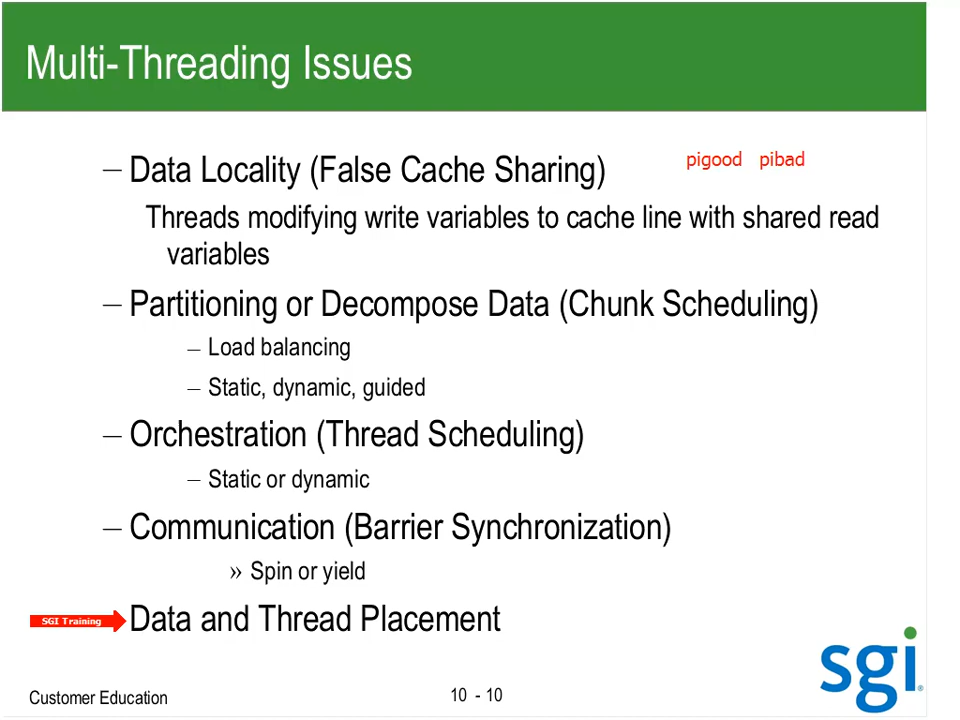 Multi-Threading Issues
– Data Locality (False Cache Sharing)
pigood pibad
Threads modifying write variables to cache line with shared read
variables
– Partitioning or Decompose Data (Chunk Scheduling)
– Load balancing
– Static, dynamic, guided
– Orchestration (Thread Scheduling)
– Static or dynamic
– Communication (Barrier Synchronization)
» Spin or yield
SGI Training
Data and Thread Placement
sgi®
Customer Education
10 - 10